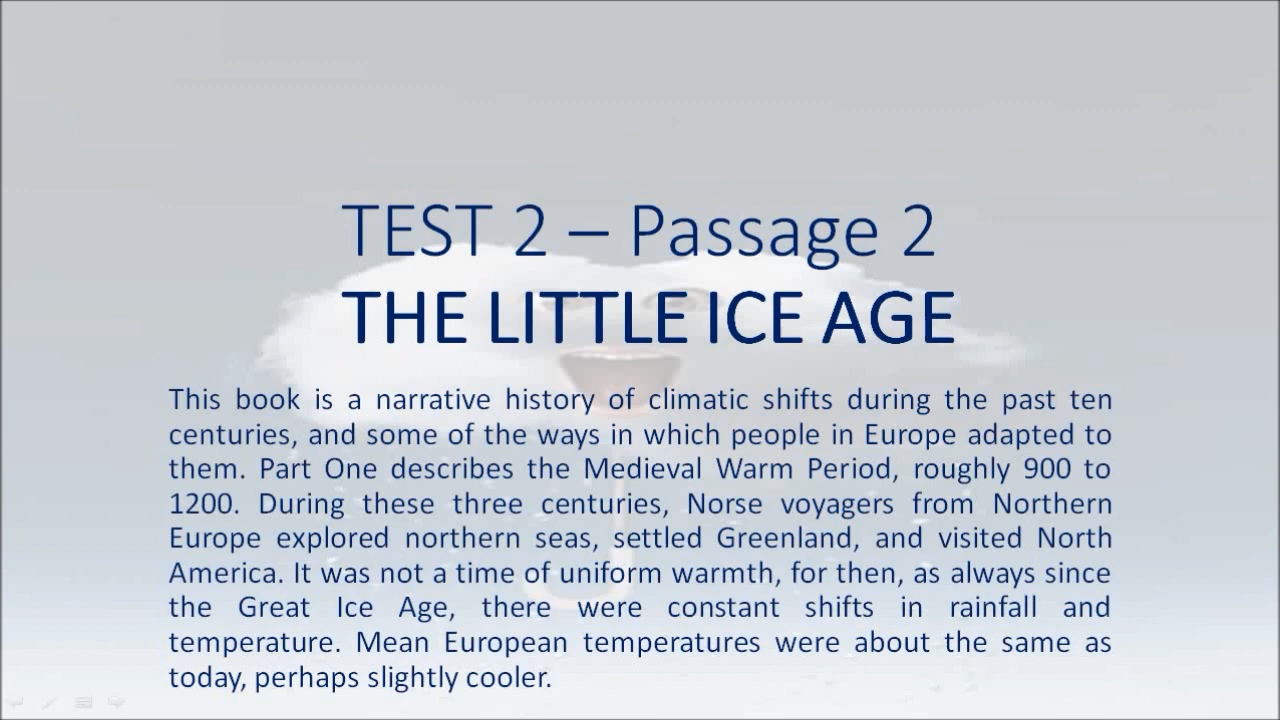 TEST 2 – Passage 2
THE LITTLE ICE AGE
This book is a narrative history of climatic shifts during the past ten
centuries, and some of the ways in which people in Europe adapted to
them. Part One describes the Medieval Warm Period, roughly 900 to
1200. During these three centuries, Norse voyagers from Northern
Europe explored northern seas, settled Greenland, and visited North
America. It was not a time of uniform warmth, for then, as always since
the Great Ice Age, there were constant shifts in rainfall and
temperature. Mean European temperatures were about the same as
today, perhaps slightly cooler.